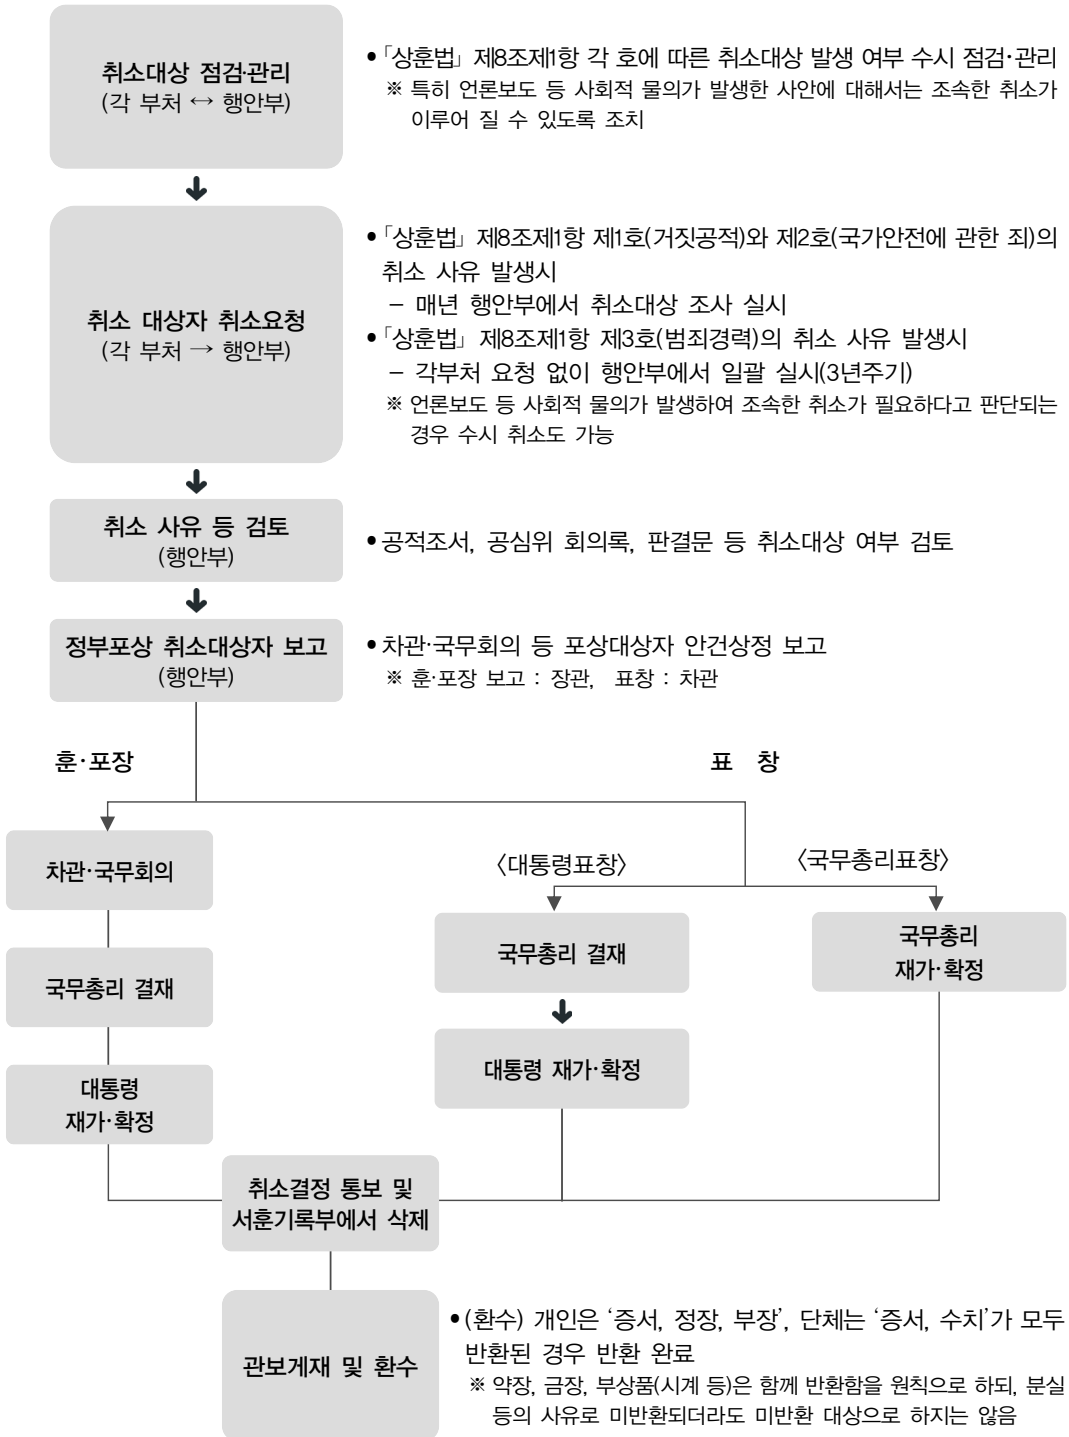 취소대상 점검·관리
(각 부처 ↔ 행안부)
•「상훈법」 제8조제1항 각 호에 따른 취소대상 발생 여부 수시 점검·관리
※ 특히 언론보도 등 사회적 물의가 발생한 사안에 대해서는 조속한 취소가
이루어 질 수 있도록 조치
취소 대상자 취소요청
(각 부처 → 행안부)
•「상훈법」 제8조제1항 제1호(거짓공적)와 제2호(국가안전에 관한 죄)의
취소 사유 발생시
– 매년 행안부에서 취소대상 조사 실시
•「상훈법」 제8조제1항 제3호(범죄경력)의 취소 사유 발생시
– 각부처 요청 없이 행안부에서 일괄 실시(3년주기)
※ 언론보도 등 사회적 물의가 발생하여 조속한 취소가 필요하다고 판단되는
경우 수시 취소도 가능
취소 사유 등 검토
(행안부)
• 공적조서, 공심위 회의록, 판결문 등 취소대상 여부 검토
정부포상 취소대상자 보고
(행안부)
• 차관·국무회의 등 포상대상자 안건상정 보고
※ 훈·포장 보고 : 장관, 표창 : 차관
훈·포장
표 창
차관·국무회의
〈대통령표창〉
〈국무총리표창〉
국무총리 결재
국무총리
재가·확정
국무총리 결재
대통령 재가·확정
대통령
재가·확정
취소결정 통보 및
서훈기록부에서 삭제
관보게재 및 환수
• (환수) 개인은 ‘증서, 정장, 부장’, 단체는 ‘증서, 수치’가 모두
반환된 경우 반환 완료
※ 약장, 금장, 부상품(시계 등)은 함께 반환함을 원칙으로 하되, 분실
등의 사유로 미반환되더라도 미반환 대상으로 하지는 않음